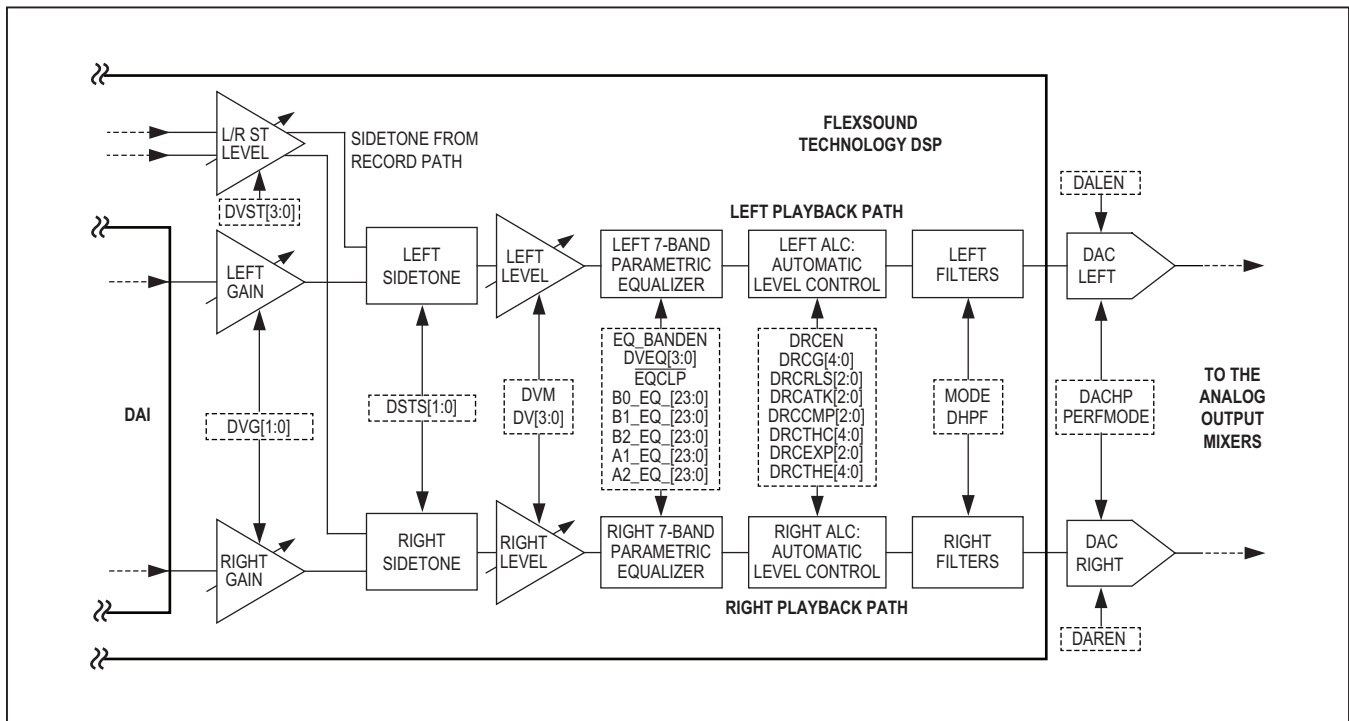 L/R ST
LEVEL
SIDETONE FROM
RECORD PATH
FLEXSOUND
TECHNOLOGY DSP
DVST[3:0]
LEFT PLAYBACK PATH
DALEN
LEFT
GAIN
LEFT
SIDETONE
LEFT
LEVEL
LEFT 7-BAND
PARAMETRIC
EQUALIZER
LEFT ALC:
AUTOMATIC
LEVEL CONTROL
LEFT
FILTERS
DAC
LEFT
DAI
DVG[1:0]
DSTS[1:0]
DVM
DV[3:0]
EQ_BANDEN
DVEQ[3:0]
EQCLP
B0_EQ_[23:0]
B1_EQ_[23:0]
B2_EQ_[23:0]
A1_EQ_[23:0]
A2_EQ_[23:0]
DRCEN
DRCG[4:0]
DRCRLS[2:0]
DRCATK[2:0]
DRCCMP[2:0]
DRCTHC[4:0]
DRCEXP[2:0]
DRCTHE[4:0]
MODE
DHPF
DACHP
PERFMODE
TO THE
ANALOG
OUTPUT
MIXERS
RIGHT
GAIN
RIGHT
SIDETONE
RIGHT
LEVEL
RIGHT 7-BAND
PARAMETRIC
EQUALIZER
RIGHT ALC:
AUTOMATIC
LEVEL CONTROL
RIGHT
FILTERS
DAC
RIGHT
RIGHT PLAYBACK PATH
DAREN